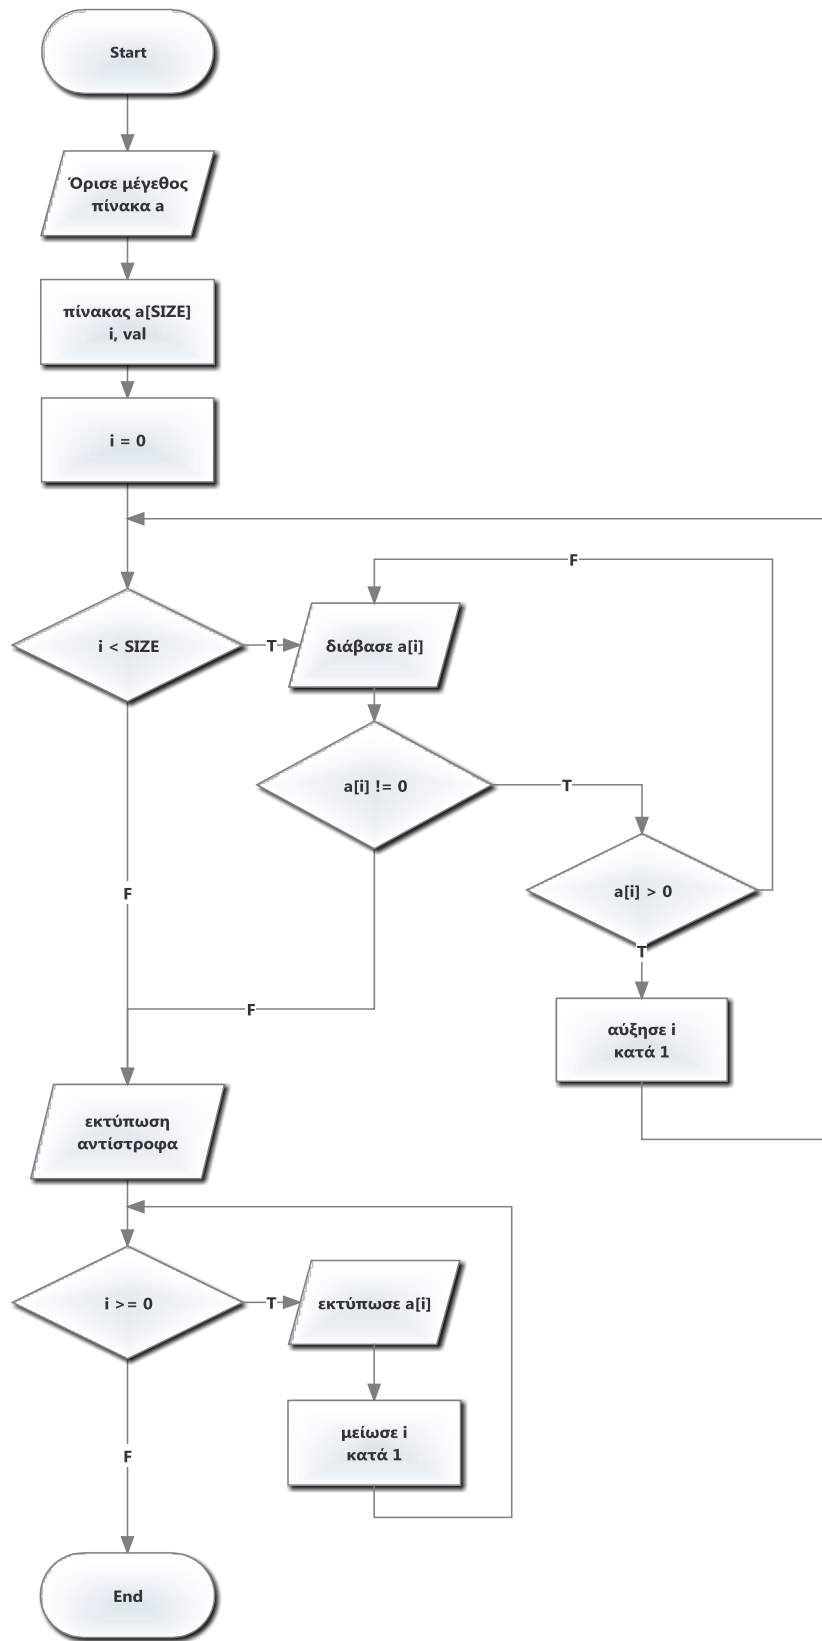 Start
Όρισε μέγεθος
πίνακα a
πίνακας a[SIZE]
i, val
i = 0
F
i < SIZE
T
διάβασε a[i]
a[i] != 0
T
F
a[i] > 0
T
F
αύξησε i
κατά 1
εκτύπωση
αντίστροφα
i >= 0
T
εκτύπωσε a[i]
μείωσε i
κατά 1
F
End